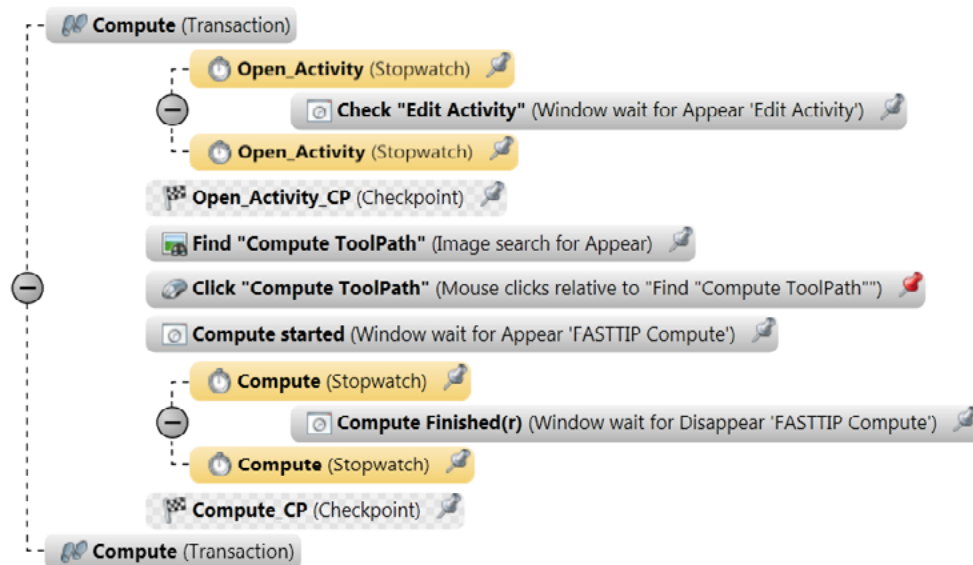 Compute (Transaction)
Open_Activity (Stopwatch)
Check "Edit Activity" (Window wait for Appear 'Edit Activity')
Open_Activity (Stopwatch)
Open_Activity_CP (Checkpoint)
Find "Compute ToolPath" (Image search for Appear)
Click "Compute ToolPath" (Mouse clicks relative to "Find "Compute ToolPath"")
Compute started (Window wait for Appear 'FASTTIP Compute')
Compute (Stopwatch)
Compute Finished(r) (Window wait for Disappear 'FASTTIP Compute')
Compute (Stopwatch)
Compute_CP (Checkpoint)
Compute (Transaction)